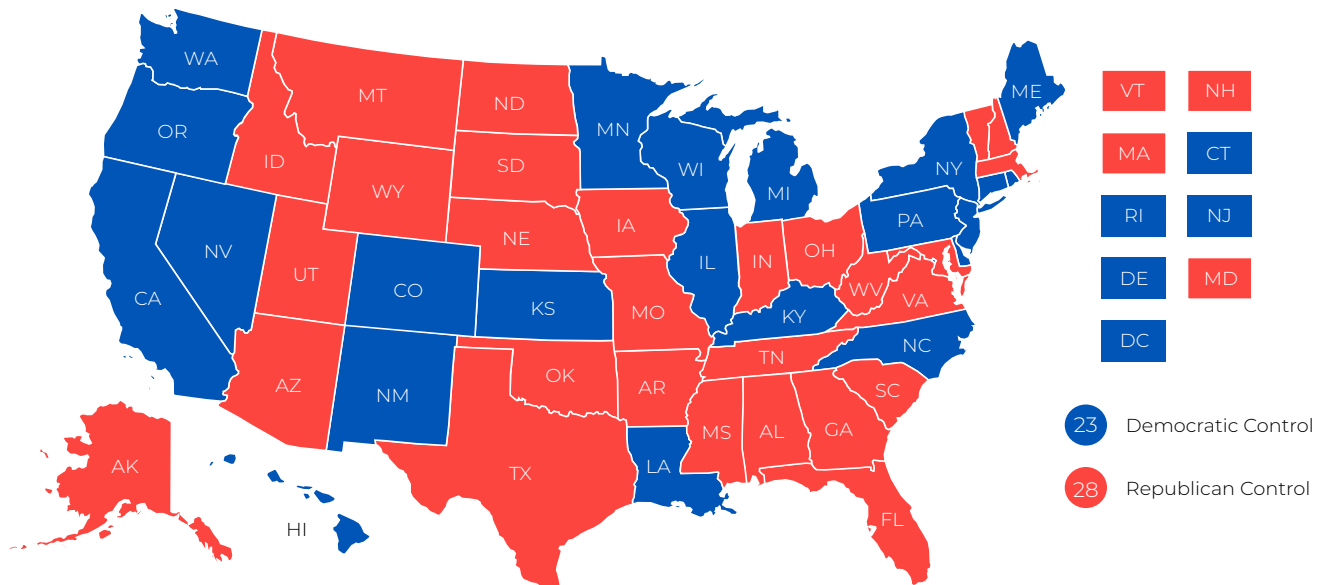 WA
MT
ND
MN
ME
VT
NH
OR
ID
SD
WI
NY
MA
CT
WY
MI
RI
NJ
NE
IA
PA
NV
UT
IL
IN
OH
DE
MD
CA
CO
KS
MO
WV
VA
KY
NC
DC
AZ
NM
OK
AR
TN
SC
MS
AL
GA
23 Democratic Control
AK
TX
LA
28 Republican Control
HI
FL